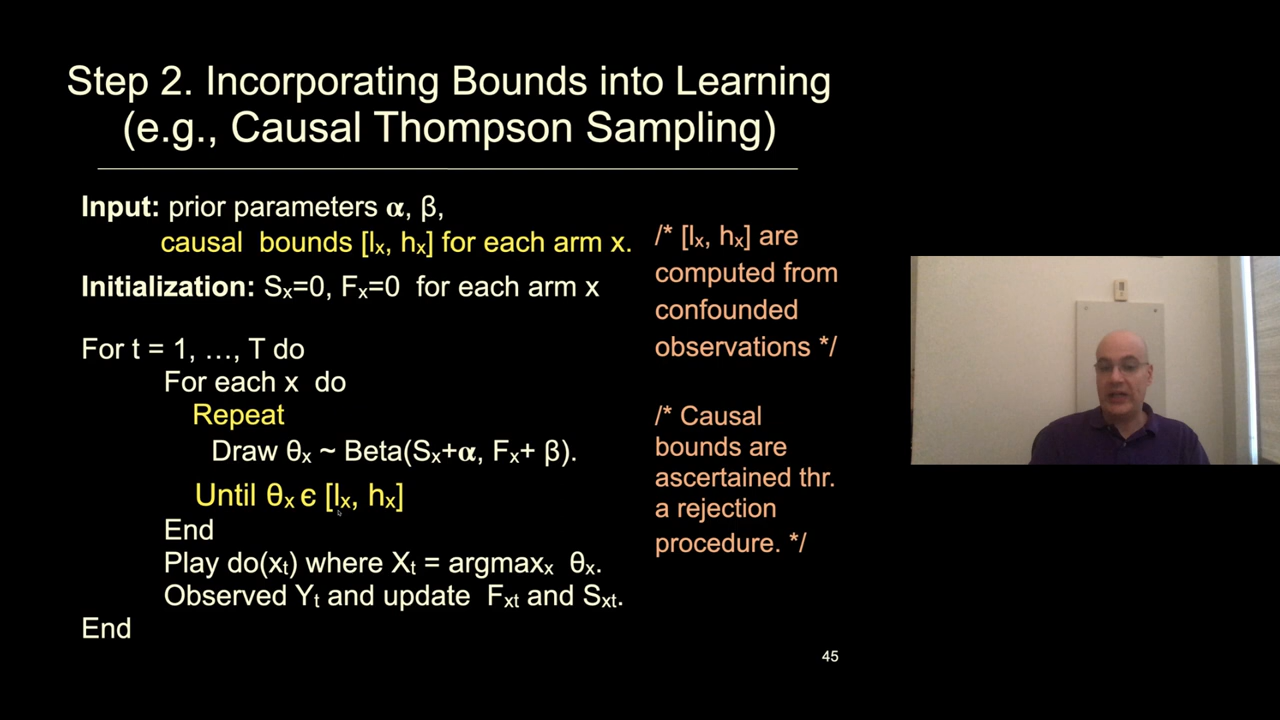 Step 2. Incorporating Bounds into Learning
(e.g., Causal Thompson Sampling)
Input: prior parameters α, β,
causal bounds [lₓ, hₓ] for each arm x.
Initialization: Sₓ=0, Fₓ=0 for each arm x
For t = 1, ..., T do
For each x do
Repeat
Draw θₓ ~ Beta(Sₓ+α, Fₓ+ β).
Until θₓ є [lₓ, hₓ]
End
Play do(xₜ) where Xₜ = argmaxₓ θₓ.
Observed Yₜ and update Fₓₜ and Sₓₜ.
End
/* [lₓ, hₓ] are
computed from
confounded
observations */
/* Causal
bounds are
ascertained thr.
a rejection
procedure. */
45